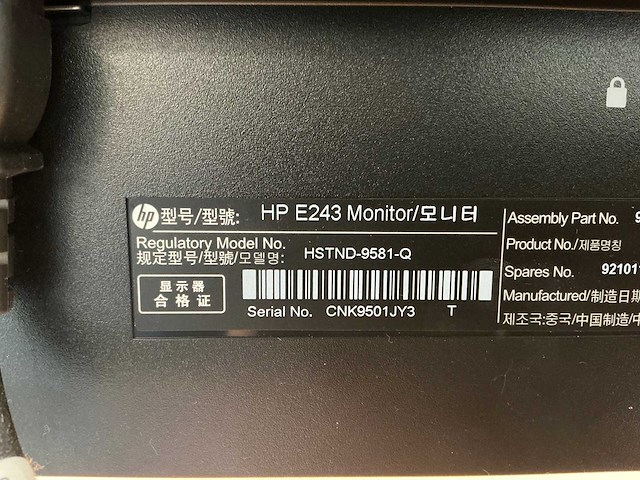 hp 型号/型號: HP E243 Monitor/모니터
Regulatory Model No.
规定型号/型號/모델명: HSTND-9581-Q
显示器
合格证
Serial No. CNK9501JY3 T
Assembly Part No. 9
Product No./제품명칭
Spares No. 92101
Manufactured/制造日期
제조국:중국/中国制造/